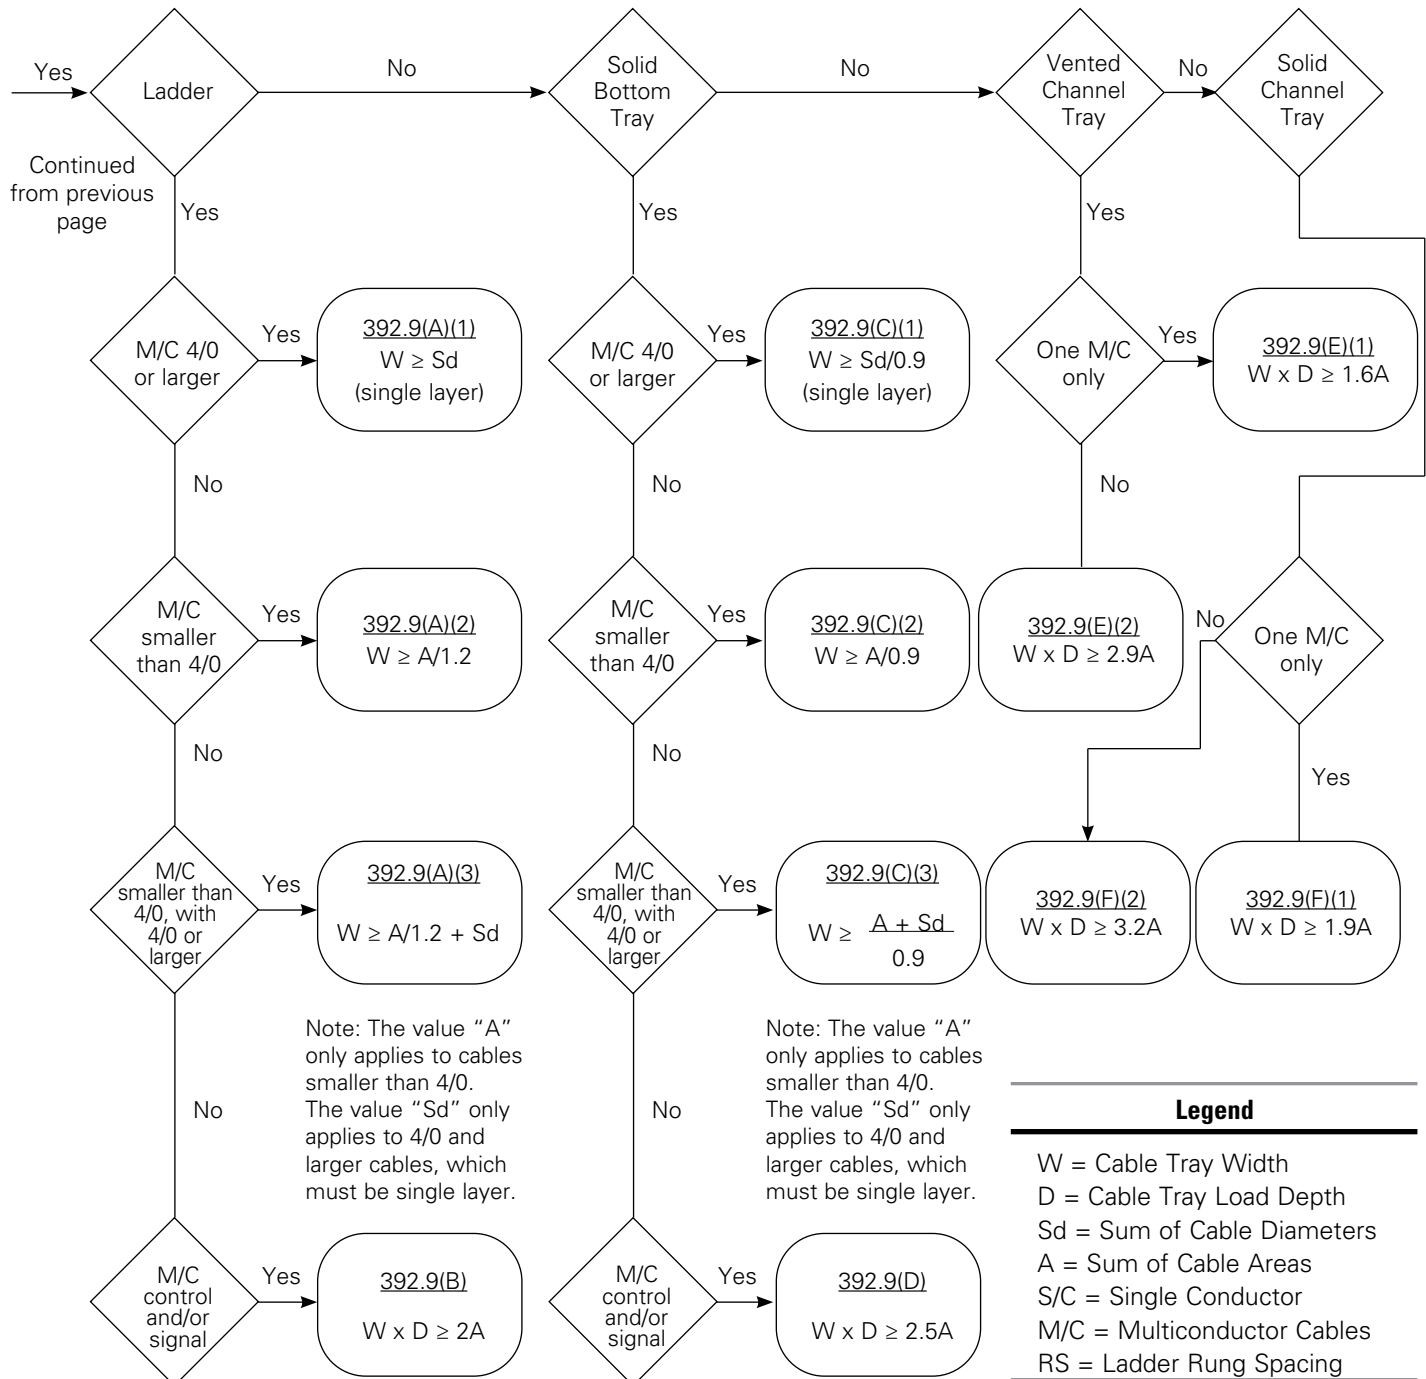 Yes
Ladder
No
Solid
Bottom
Tray
No
Vented
Channel
Tray
No
Solid
Channel
Tray
Continued
from previous
page
Yes
Yes
Yes
M/C 4/0
or larger
Yes
392.9(A)(1)
W ≥ Sd
(single layer)
M/C 4/0
or larger
Yes
392.9(C)(1)
W ≥ Sd/0.9
(single layer)
One M/C
only
Yes
392.9(E)(1)
W x D ≥ 1.6A
No
No
No
M/C
smaller
than 4/0
Yes
392.9(A)(2)
W ≥ A/1.2
M/C
smaller
than 4/0
Yes
392.9(C)(2)
W ≥ A/0.9
392.9(E)(2)
W x D ≥ 2.9A
No
One M/C
only
No
No
Yes
M/C
smaller than
4/0, with
4/0 or
larger
Yes
392.9(A)(3)
W ≥ A/1.2 + Sd
M/C
smaller than
4/0, with
4/0 or
larger
Yes
392.9(C)(3)
W ≥ A + Sd
0.9
392.9(F)(2)
W x D ≥ 3.2A
392.9(F)(1)
W x D ≥ 1.9A
No
Note: The value “A”
only applies to cables
smaller than 4/0.
The value “Sd” only
applies to 4/0 and
larger cables, which
must be single layer.
No
Note: The value “A”
only applies to cables
smaller than 4/0.
The value “Sd” only
applies to 4/0 and
larger cables, which
must be single layer.
M/C
control
and/or
signal
Yes
392.9(B)
W x D ≥ 2A
M/C
control
and/or
signal
Yes
392.9(D)
W x D ≥ 2.5A
Legend
W = Cable Tray Width
D = Cable Tray Load Depth
Sd = Sum of Cable Diameters
A = Sum of Cable Areas
S/C = Single Conductor
M/C = Multiconductor Cables
RS = Ladder Rung Spacing